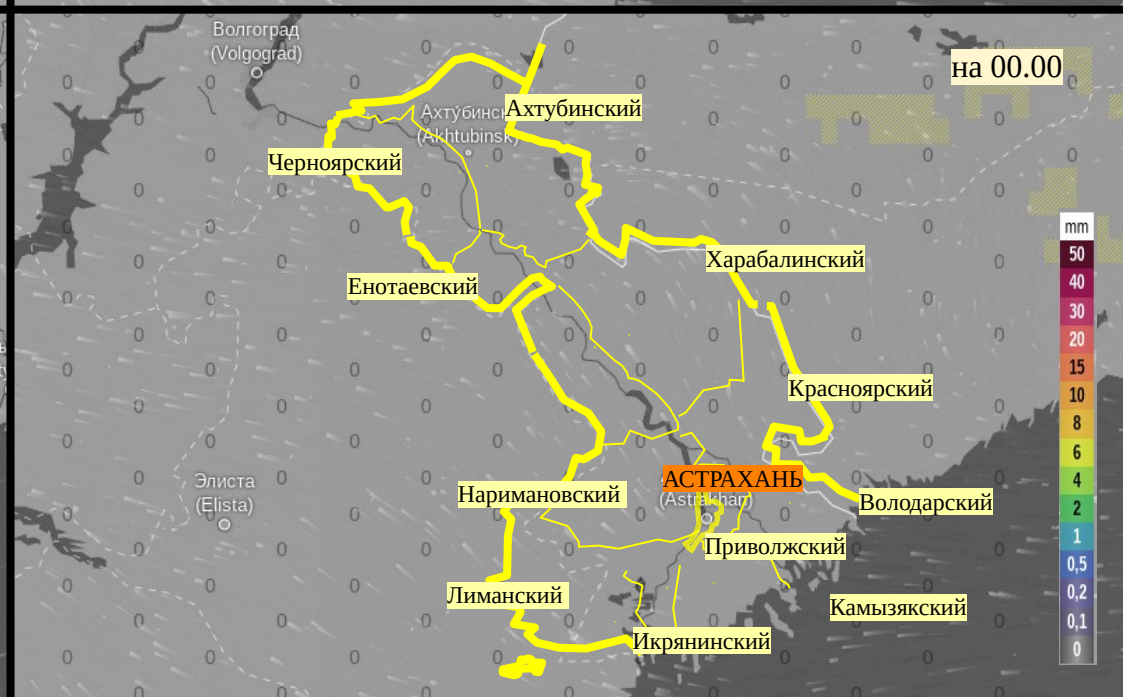 Волгоград
(Volgograd)
на 00.00
Ахтубинск
(Akhtubinsk)
Ахтубинский
Черноярский
mm
50
40
30
20
15
10
8
6
4
2
1
0,5
0,2
0,1
0
Харабалинский
Енотаевский
Красноярский
Элиста
(Elista)
АСТРАХАНЬ
(Astrakhan)
Наримановский
Володарский
Приволжский
Лиманский
Камызякский
Икрянинский